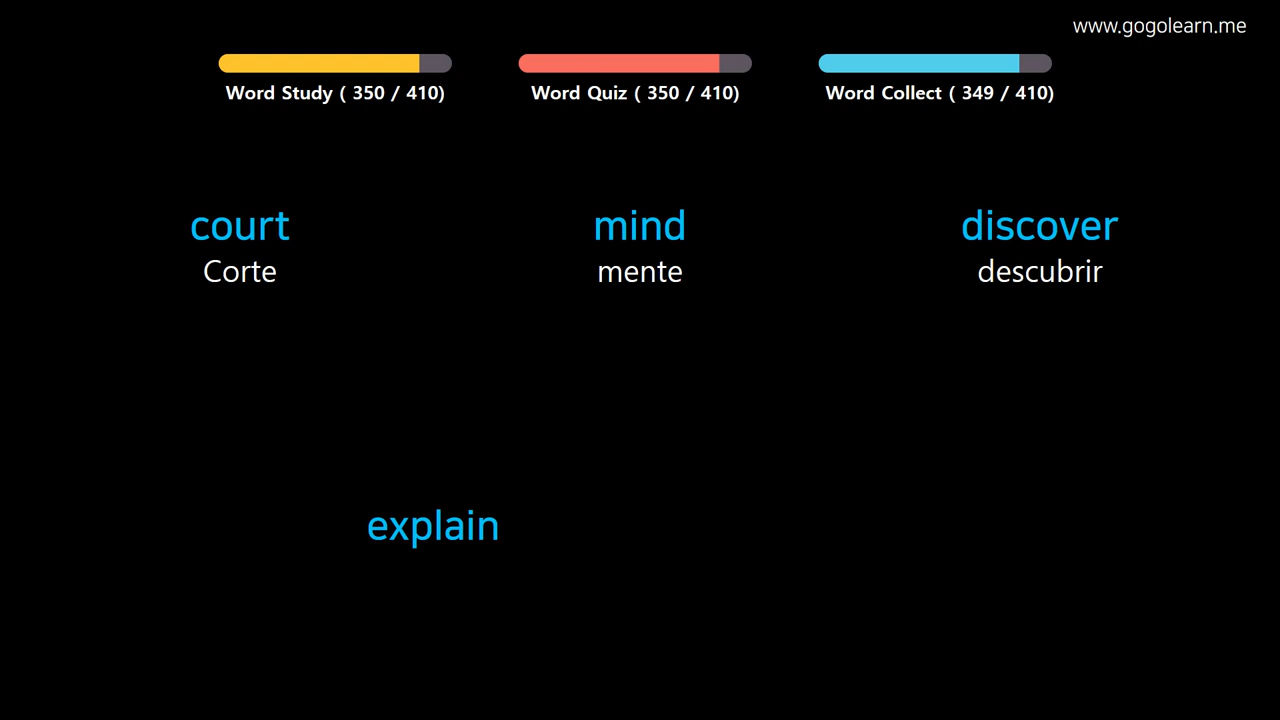 www.gogolearn.me
Word Study ( 350 / 410)
Word Quiz ( 350 / 410)
Word Collect ( 349 / 410)
court
mind
discover
Corte
mente
descubrir
explain